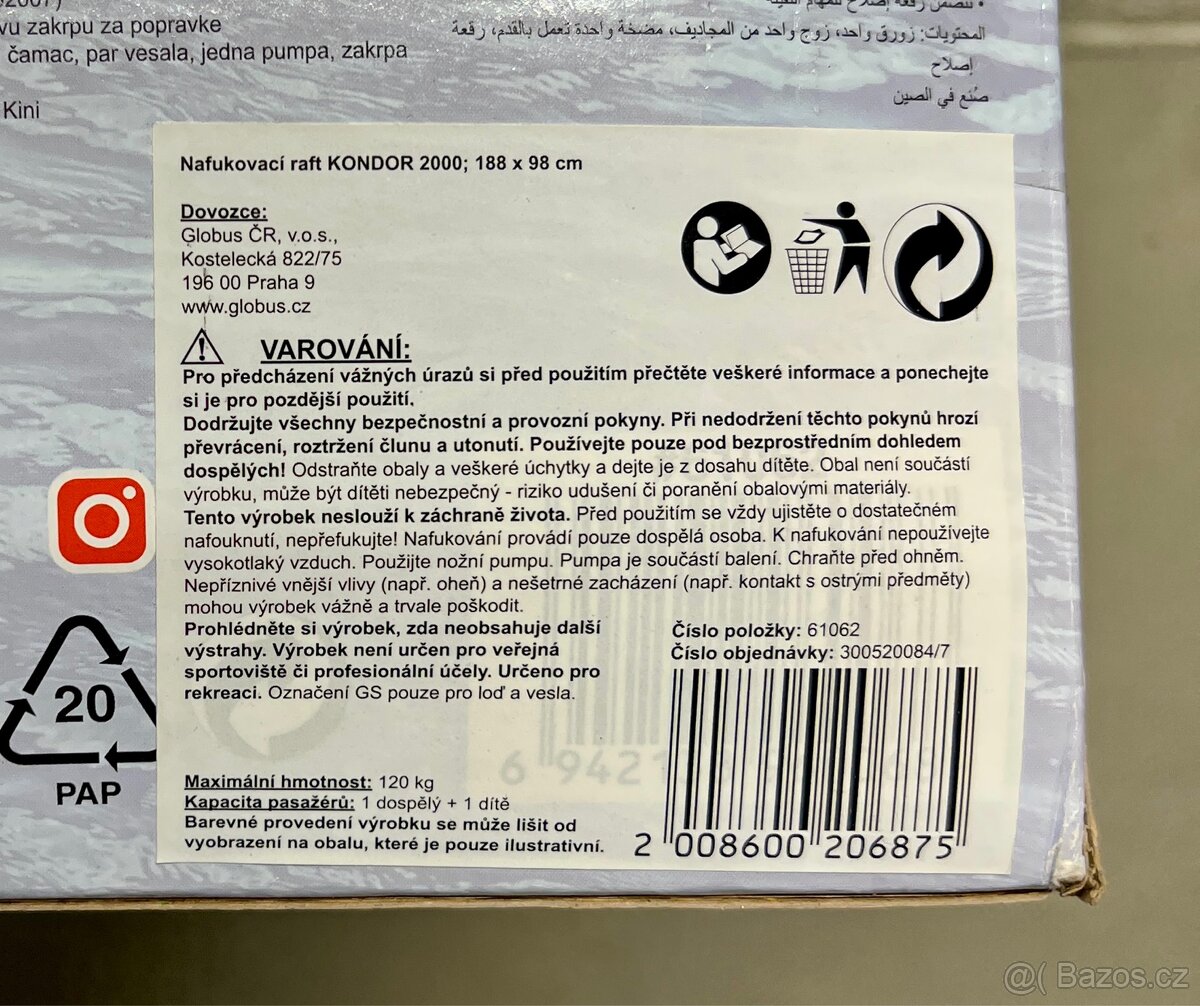 vu zakrpu za popravke
čamac, par vesala, jedna pumpa, zakrpa
Kini
المحتويات: زورق واحد، زوج واحد من المجاديف، مضخة واحدة تعمل بالقدم، رقعة
إصلاح
صُنع في الصين
Nafukovací raft KONDOR 2000; 188 x 98 cm
Dovozce:
Globus ČR, v.o.s.,
Kostelecká 822/75
196 00 Praha 9
www.globus.cz
VAROVÁNÍ:
Pro předcházení vážných úrazů si před použitím přečtěte veškeré informace a ponechejte
si je pro pozdější použití.
Dodržujte všechny bezpečnostní a provozní pokyny. Při nedodržení těchto pokynů hrozí
převrácení, roztržení člunu a utonutí. Používejte pouze pod bezprostředním dohledem
dospělých! Odstraňte obaly a veškeré úchytky a dejte je z dosahu dítěte. Obal není součástí
výrobku, může být dítěti nebezpečný - riziko udušení či poranění obalovými materiály.
Tento výrobek neslouží k záchraně života. Před použitím se vždy ujistěte o dostatečném
nafouknutí, nepřefukujte! Nafukování provádí pouze dospělá osoba. K nafukování nepoužívejte
vysokotlaký vzduch. Použijte nožní pumpu. Pumpa je součástí balení. Chraňte před ohněm.
Nepříznivé vnější vlivy (např. oheň) a nešetrné zacházení (např. kontakt s ostrými předměty)
mohou výrobek vážně a trvale poškodit.
Prohlédněte si výrobek, zda neobsahuje další
výstrahy. Výrobek není určen pro veřejná
sportoviště či profesionální účely. Určeno pro
rekreaci. Označení GS pouze pro loď a vesla.
Číslo položky: 61062
Číslo objednávky: 300520084/7
20
PAP
Maximální hmotnost: 120 kg
Kapacita pasažérů: 1 dospělý + 1 dítě
Barevné provedení výrobku se může lišit od
vyobrazení na obalu, které je pouze ilustrativní.
2 008600 206875
6 942
@( Bazos.cz